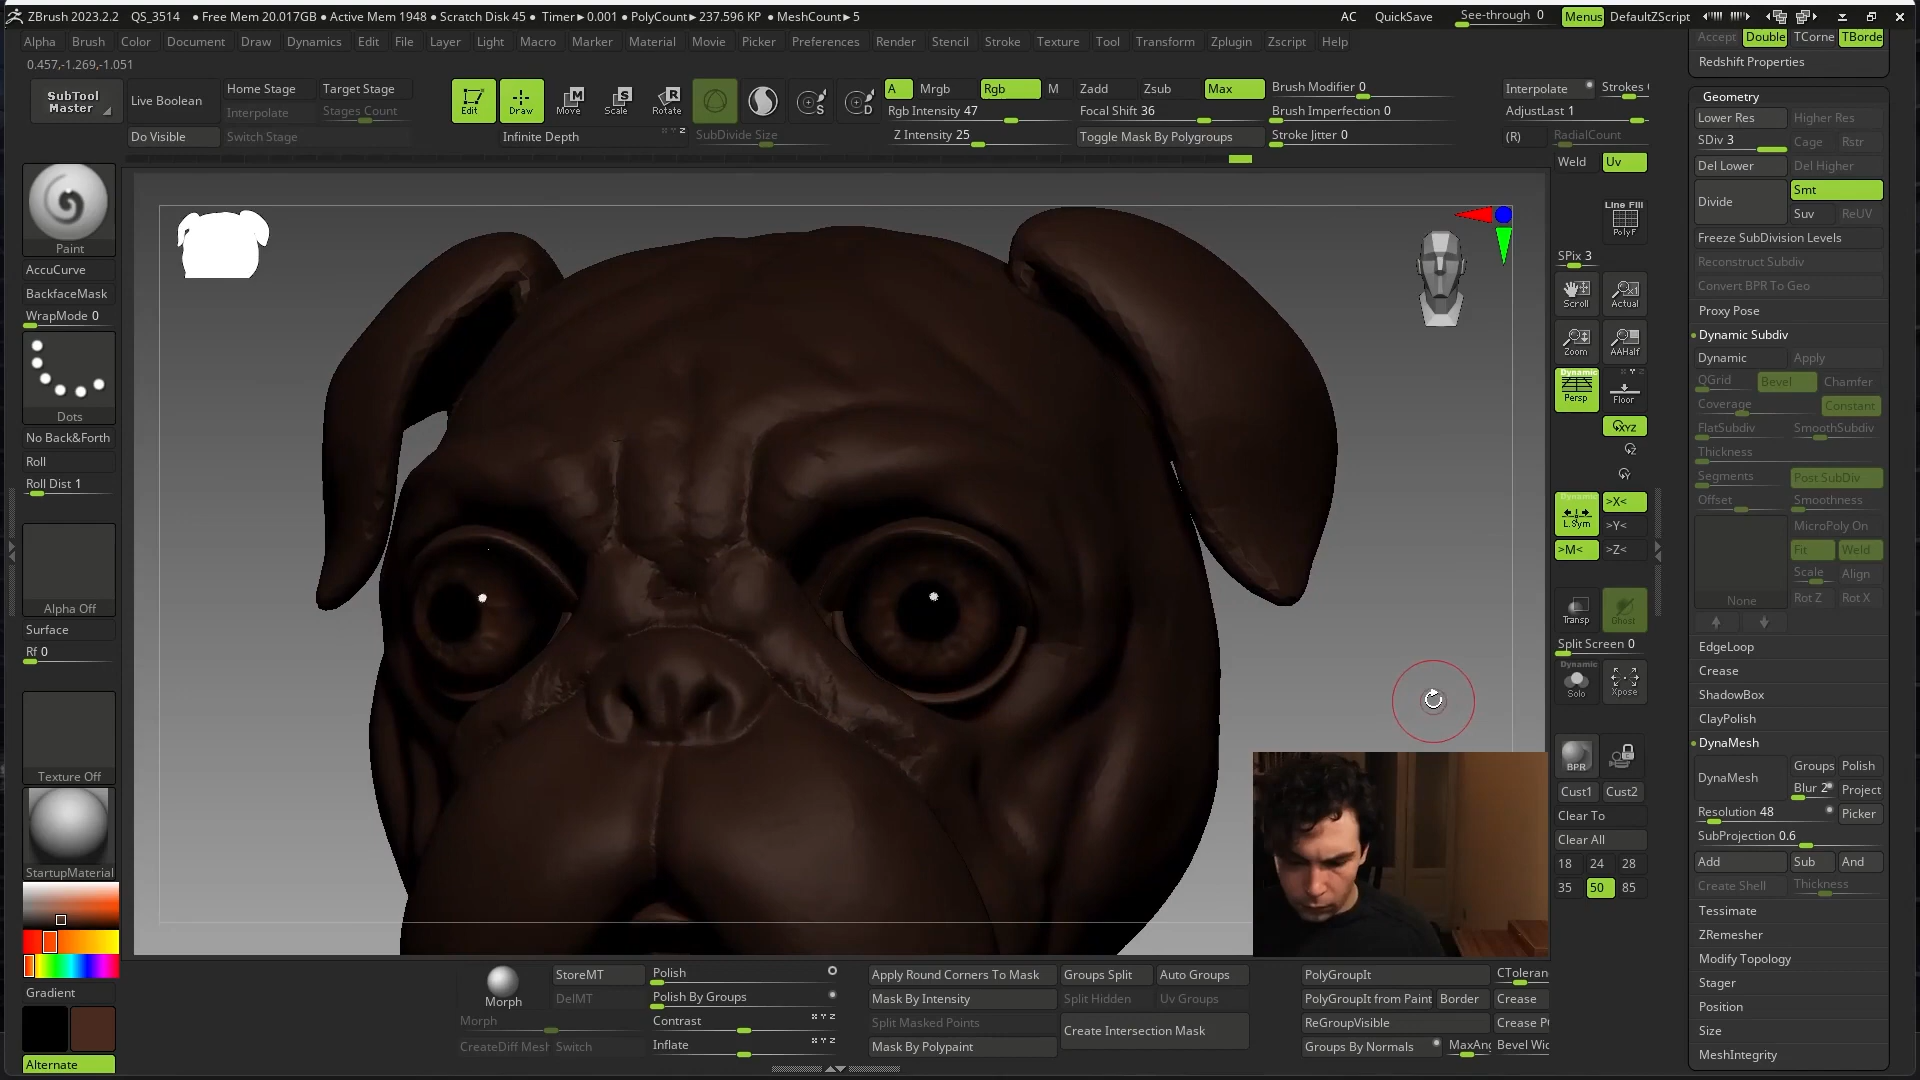 ZBrush 2023.2.2 QS_3514 ● Free Mem 20.017GB ● Active Mem 1948 ● Scratch Disk 45 ● Timer▸0.001 ● PolyCount▸237.596 KP ● MeshCount▸5 AC QuickSave See-through 0 Menus DefaultZScript
Alpha Brush Color Document Draw Dynamics Edit File Layer Light Macro Marker Material Movie Picker Preferences Render Stencil Stroke Texture Tool Transform Zplugin Zscript Help
0.457,-1.269,-1.051
SubTool Master
Live Boolean
Do Visible
Home Stage Target Stage
Interpolate Stages Count
Switch Stage
Edit Draw Move Scale Rotate
Infinite Depth
SubDivide Size
A Mrgb Rgb M Zadd Zsub Max
Rgb Intensity 47 Focal Shift 36
Z Intensity 25 Toggle Mask By Polygroups
Brush Modifier 0
Brush Imperfection 0
Stroke Jitter 0
Interpolate Strokes
AdjustLast 1
(R) RadialCount
Weld Uv
Paint
AccuCurve
BackfaceMask
WrapMode 0
Dots
No Back&Forth
Roll
Roll Dist 1
Alpha Off
Surface
Rf 0
Texture Off
StartupMaterial
Gradient
Alternate
Line Fill
PolyF
SPix 3
Scroll Actual
Zoom AAHalf
Dynamic
Persp Floor
XYZ
Z
Y
Dynamic
L.Sym >X<
>Y<
>M< >Z<
Transp Ghost
Split Screen 0
Dynamic
Solo Xpose
BPR
Cust1 Cust2
Clear To
Clear All
18 24 28
35 50 85
Accept Double TCorne TBorde
Redshift Properties
Geometry
Lower Res Higher Res
SDiv 3 Cage Rstr
Del Lower Del Higher
Divide Smt
Suv ReUV
Freeze SubDivision Levels
Reconstruct Subdiv
Convert BPR To Geo
Proxy Pose
Dynamic Subdiv
Dynamic Apply
QGrid Bevel Chamfer
Coverage Constant
FlatSubdiv SmoothSubdiv
Thickness
Segments Post SubDiv
Offset Smoothness
MicroPoly On
Fit Weld
Scale Align
None Rot Z Rot X
EdgeLoop
Crease
ShadowBox
ClayPolish
DynaMesh
DynaMesh Groups Polish
Blur 2 Project
Resolution 48 Picker
SubProjection 0.6
Add Sub And
Create Shell Thickness
Tessimate
ZRemesher
Modify Topology
Stager
Position
Size
MeshIntegrity
Morph
StoreMT
DelMT
Morph
CreateDiff Mesh Switch
Polish
Polish By Groups
Contrast
Inflate
Apply Round Corners To Mask Groups Split Auto Groups
Mask By Intensity Split Hidden Uv Groups
Split Masked Points Create Intersection Mask
Mask By Polypaint
PolyGroupIt CToleran
PolyGroupIt from Paint Border Crease
ReGroupVisible Crease P
Groups By Normals MaxAng Bevel Wid